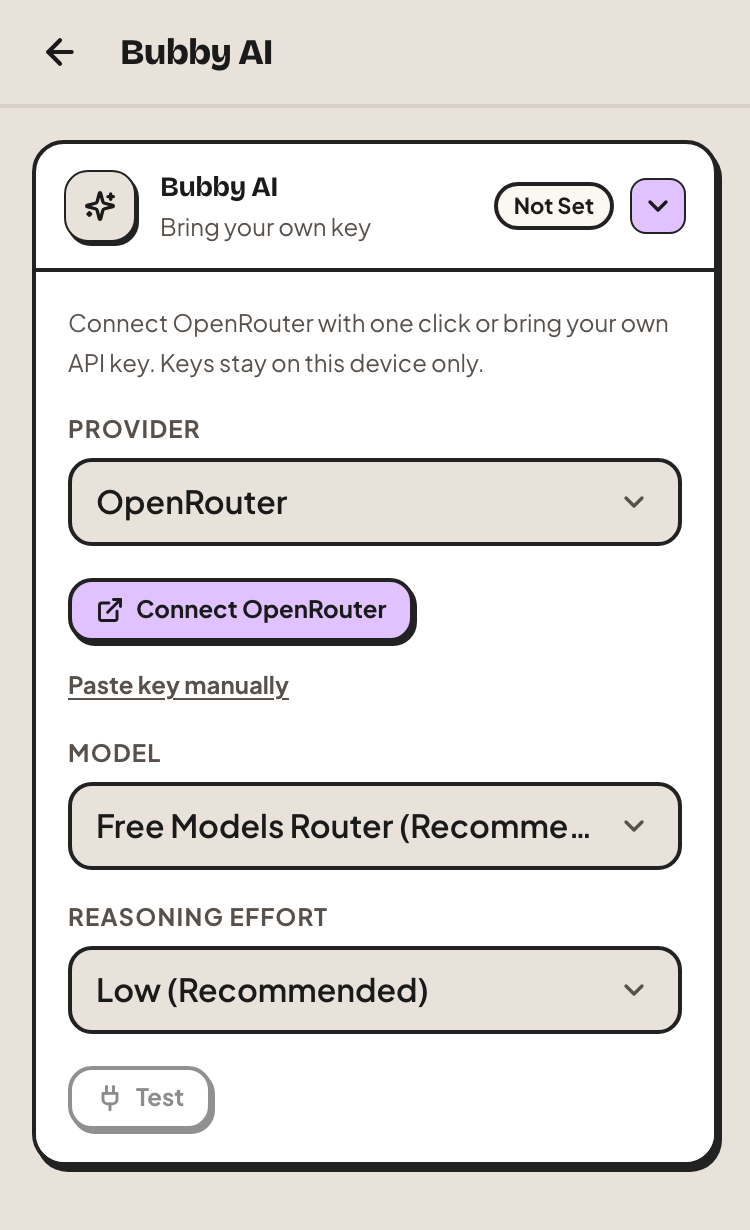 Bubby AI
Bubby AI
Bring your own key
Not Set
Connect OpenRouter with one click or bring your own
API key. Keys stay on this device only.
PROVIDER
OpenRouter
Connect OpenRouter
Paste key manually
MODEL
Free Models Router (Recomme...
REASONING EFFORT
Low (Recommended)
Test